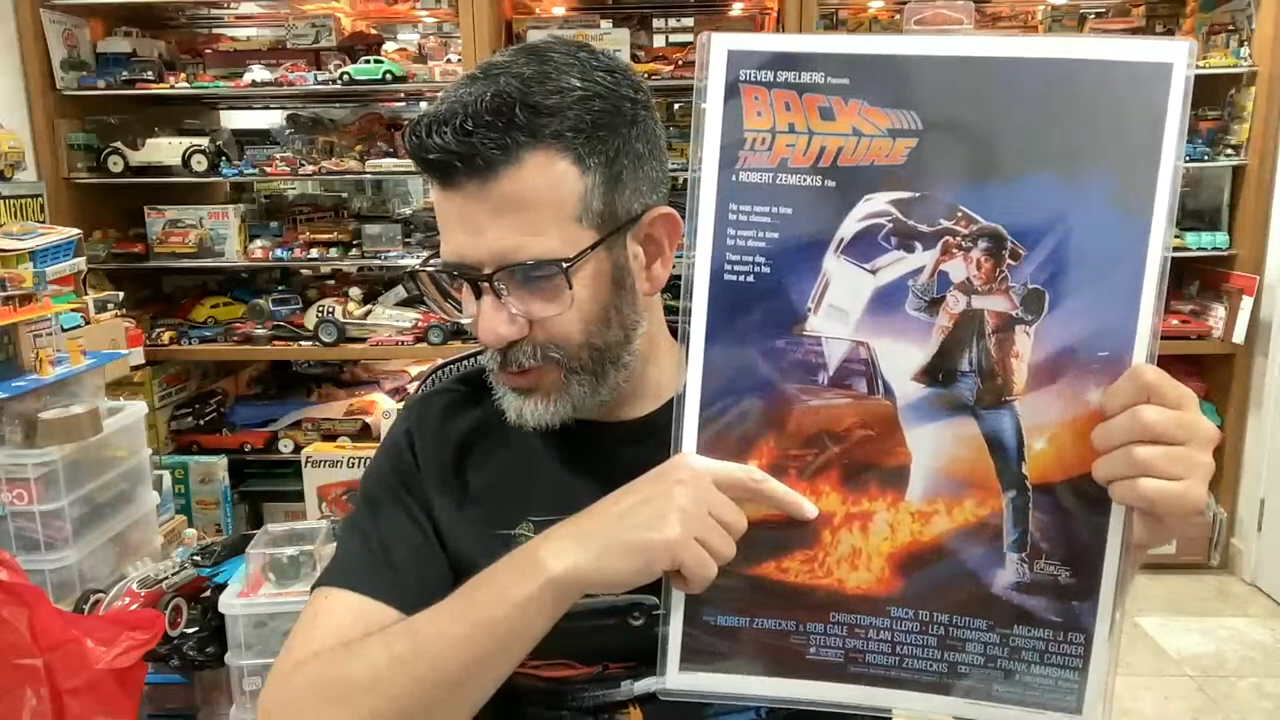 STEVEN SPIELBERG Presents
BACK
TO
THE FUTURE
A ROBERT ZEMECKIS Film
He was never in time
for his classes...
He wasn't in time
for his dinner...
Then one day...
he wasn't in his
time at all.
"BACK TO THE FUTURE"
MICHAEL J. FOX
CHRISTOPHER LLOYD · LEA THOMPSON · CRISPIN GLOVER
ROBERT ZEMECKIS & BOB GALE
ALAN SILVESTRI
BOB GALE
NEIL CANTON
STEVEN SPIELBERG KATHLEEN KENNEDY
FRANK MARSHALL
ROBERT ZEMECKIS
ALEXTRIC
Ferrari GTO
98